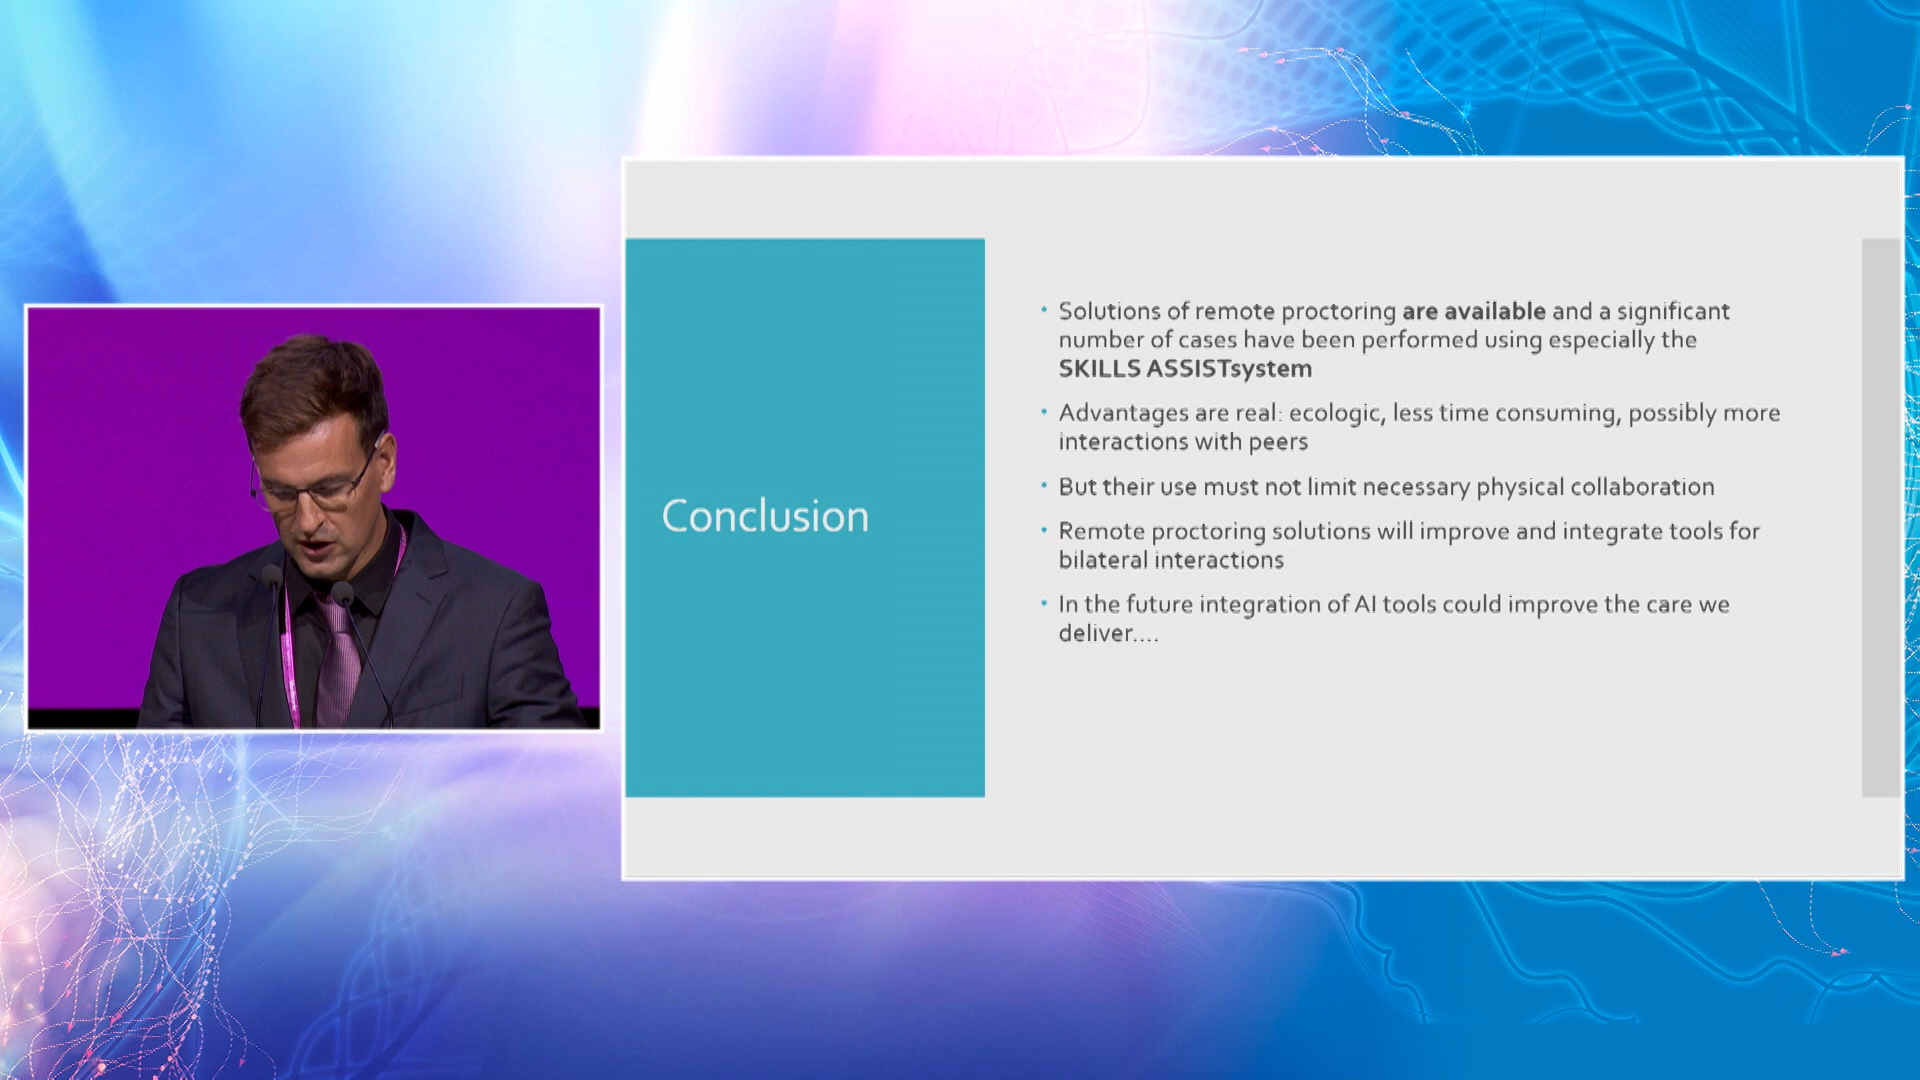 Conclusion
• Solutions of remote proctoring are available and a significant
number of cases have been performed using especially the
SKILLS ASSISTsystem
• Advantages are real: ecologic, less time consuming, possibly more
interactions with peers
• But their use must not limit necessary physical collaboration
• Remote proctoring solutions will improve and integrate tools for
bilateral interactions
• In the future integration of AI tools could improve the care we
deliver....